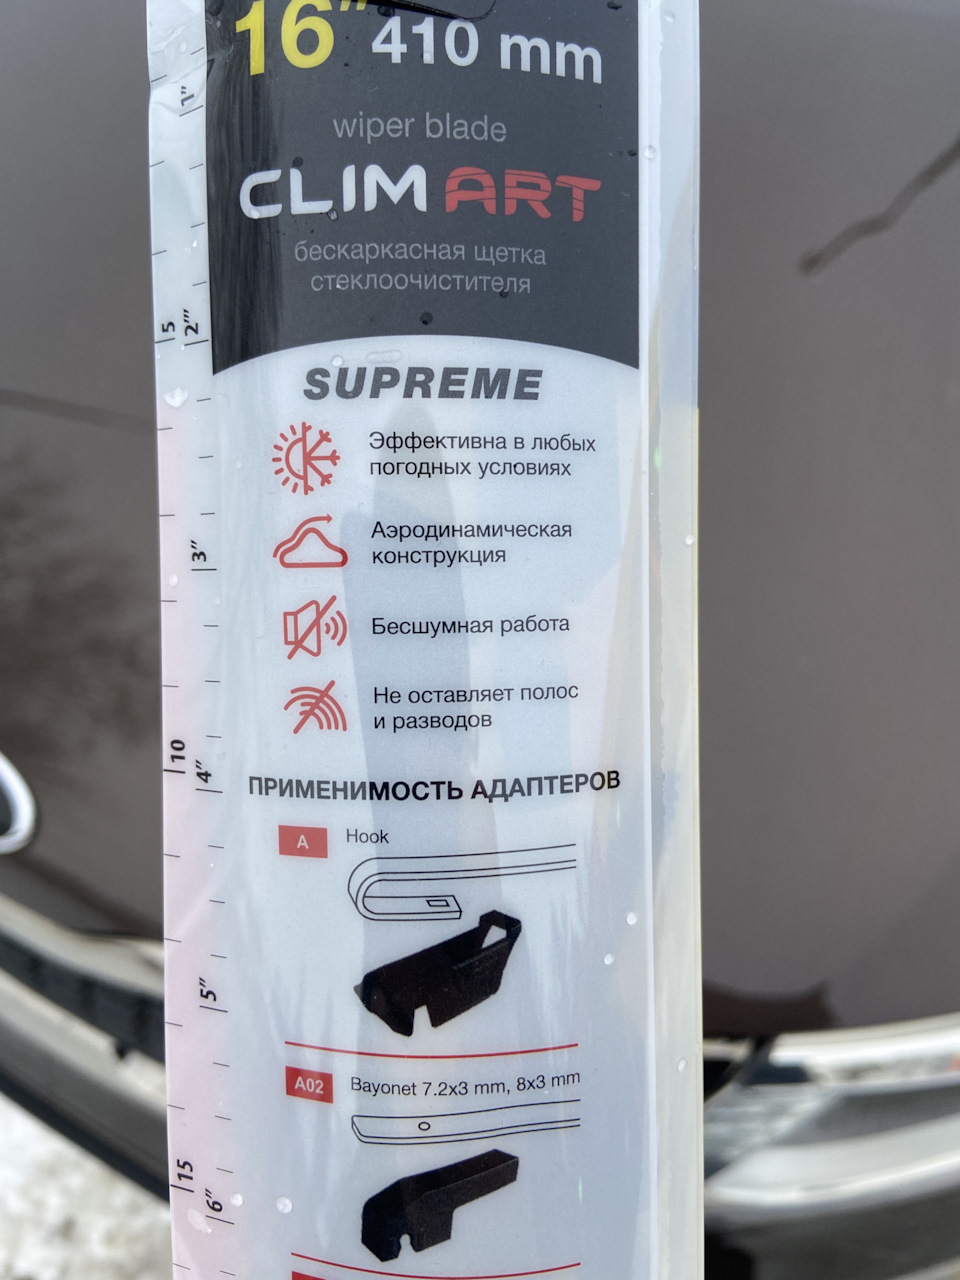 16" 410 mm
wiper blade
CLIM ART
бескаркасная щетка
стеклоочистителя
SUPREME
Эффективна в любых
погодных условиях
Аэродинамическая
конструкция
Бесшумная работа
Не оставляет полос
и разводов
ПРИМЕНИМОСТЬ АДАПТЕРОВ
A Hook
A02 Bayonet 7.2x3 mm, 8x3 mm
1"
5 2"
3"
10 4"
5"
15 6"